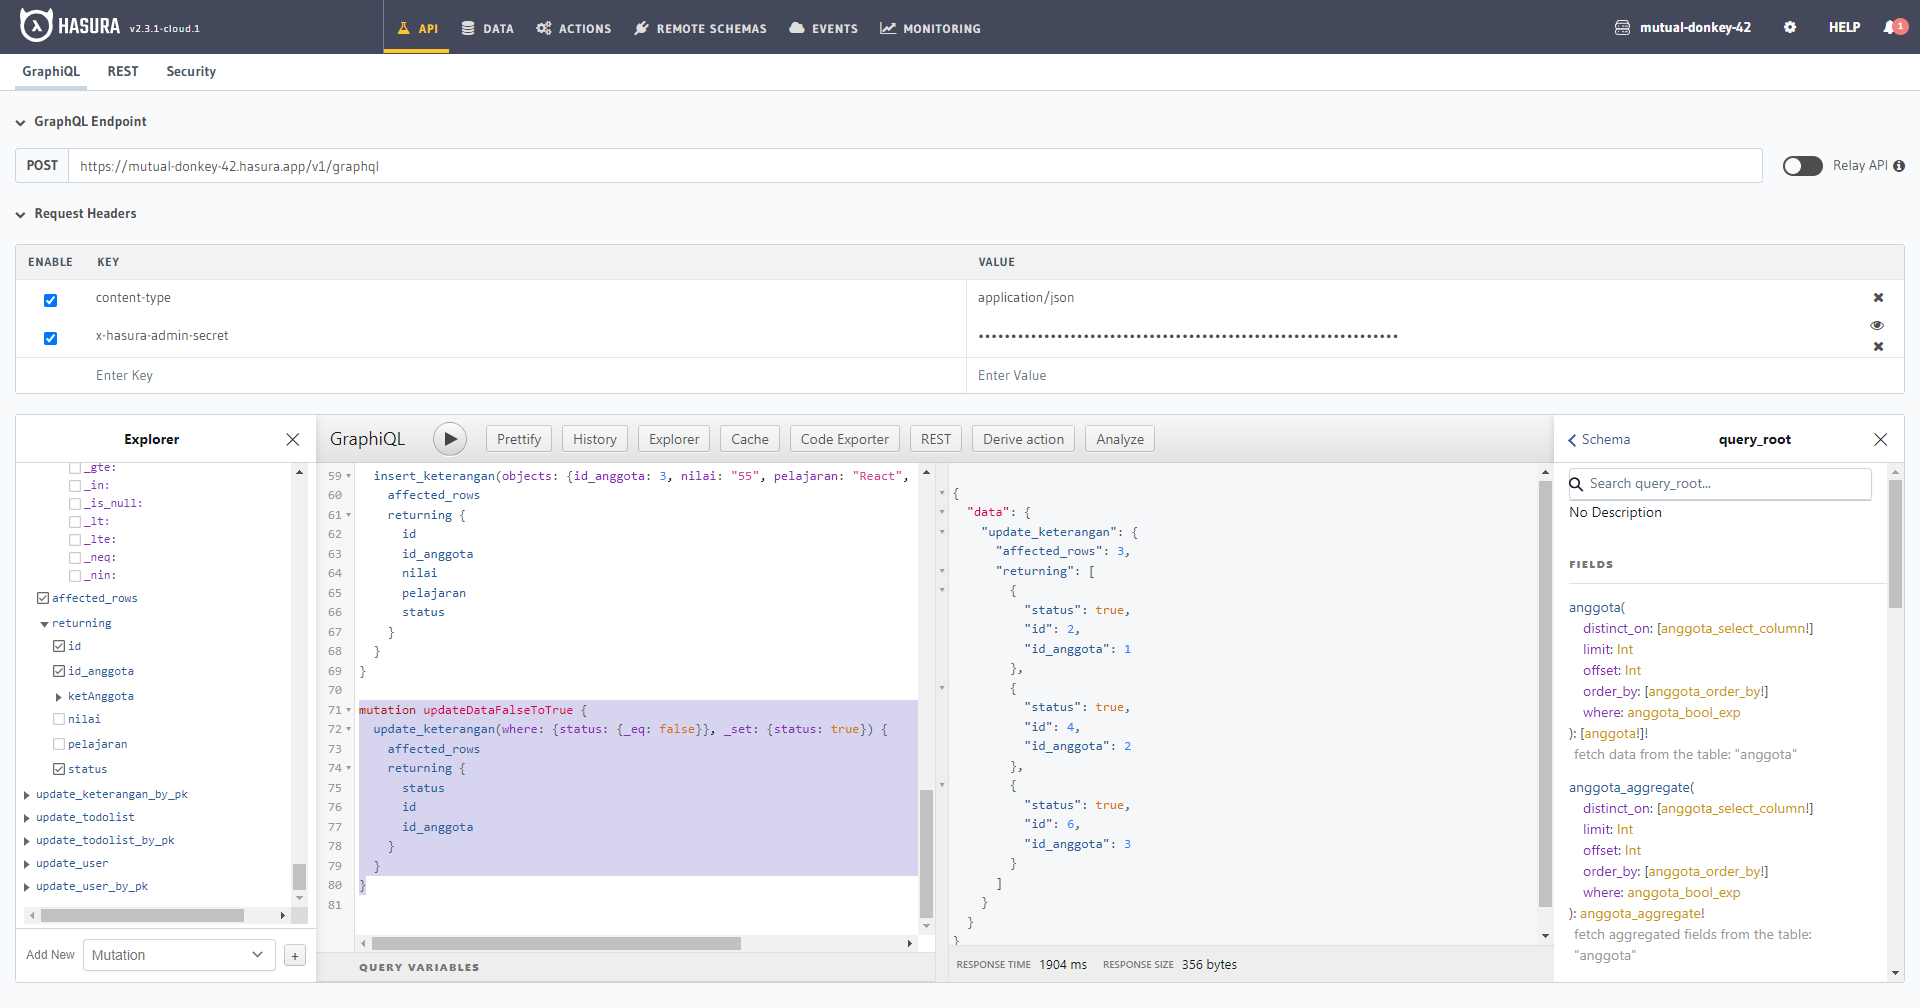 HASURA v2.3.1-cloud.1
API
DATA
ACTIONS
REMOTE SCHEMAS
EVENTS
MONITORING
mutual-donkey-42
HELP
1
GraphiQL
REST
Security
GraphQL Endpoint
POST
https://mutual-donkey-42.hasura.app/v1/graphql
Relay API
Request Headers
ENABLE
KEY
VALUE
content-type
application/json
x-hasura-admin-secret
••••••••••••••••••••••••••••••••••••••••••••••••••••••••••••••••
Enter Key
Enter Value
Explorer
_gte:
_in:
_is_null:
_lt:
_lte:
_neq:
_nin:
affected_rows
returning
id
id_anggota
ketAnggota
nilai
pelajaran
status
update_keterangan_by_pk
update_todolist
update_todolist_by_pk
update_user
update_user_by_pk
Add New
Mutation
+
GraphiQL
Prettify
History
Explorer
Cache
Code Exporter
REST
Derive action
Analyze
59 insert_keterangan(objects: {id_anggota: 3, nilai: "55", pelajaran: "React",
60 affected_rows
61 returning {
62 id
63 id_anggota
64 nilai
65 pelajaran
66 status
67 }
68 }
69 }
70
71 mutation updateDataFalseToTrue {
72 update_keterangan(where: {status: {_eq: false}}, _set: {status: true}) {
73 affected_rows
74 returning {
75 status
76 id
77 id_anggota
78 }
79 }
80 }
81
QUERY VARIABLES
{
"data": {
"update_keterangan": {
"affected_rows": 3,
"returning": [
{
"status": true,
"id": 2,
"id_anggota": 1
},
{
"status": true,
"id": 4,
"id_anggota": 2
},
{
"status": true,
"id": 6,
"id_anggota": 3
}
]
}
}
}
RESPONSE TIME 1904 ms RESPONSE SIZE 356 bytes
Schema
query_root
Search query_root...
No Description
FIELDS
anggota(
distinct_on: [anggota_select_column!]
limit: Int
offset: Int
order_by: [anggota_order_by!]
where: anggota_bool_exp
): [anggota!]!
fetch data from the table: "anggota"
anggota_aggregate(
distinct_on: [anggota_select_column!]
limit: Int
offset: Int
order_by: [anggota_order_by!]
where: anggota_bool_exp
): anggota_aggregate!
fetch aggregated fields from the table:
"anggota"